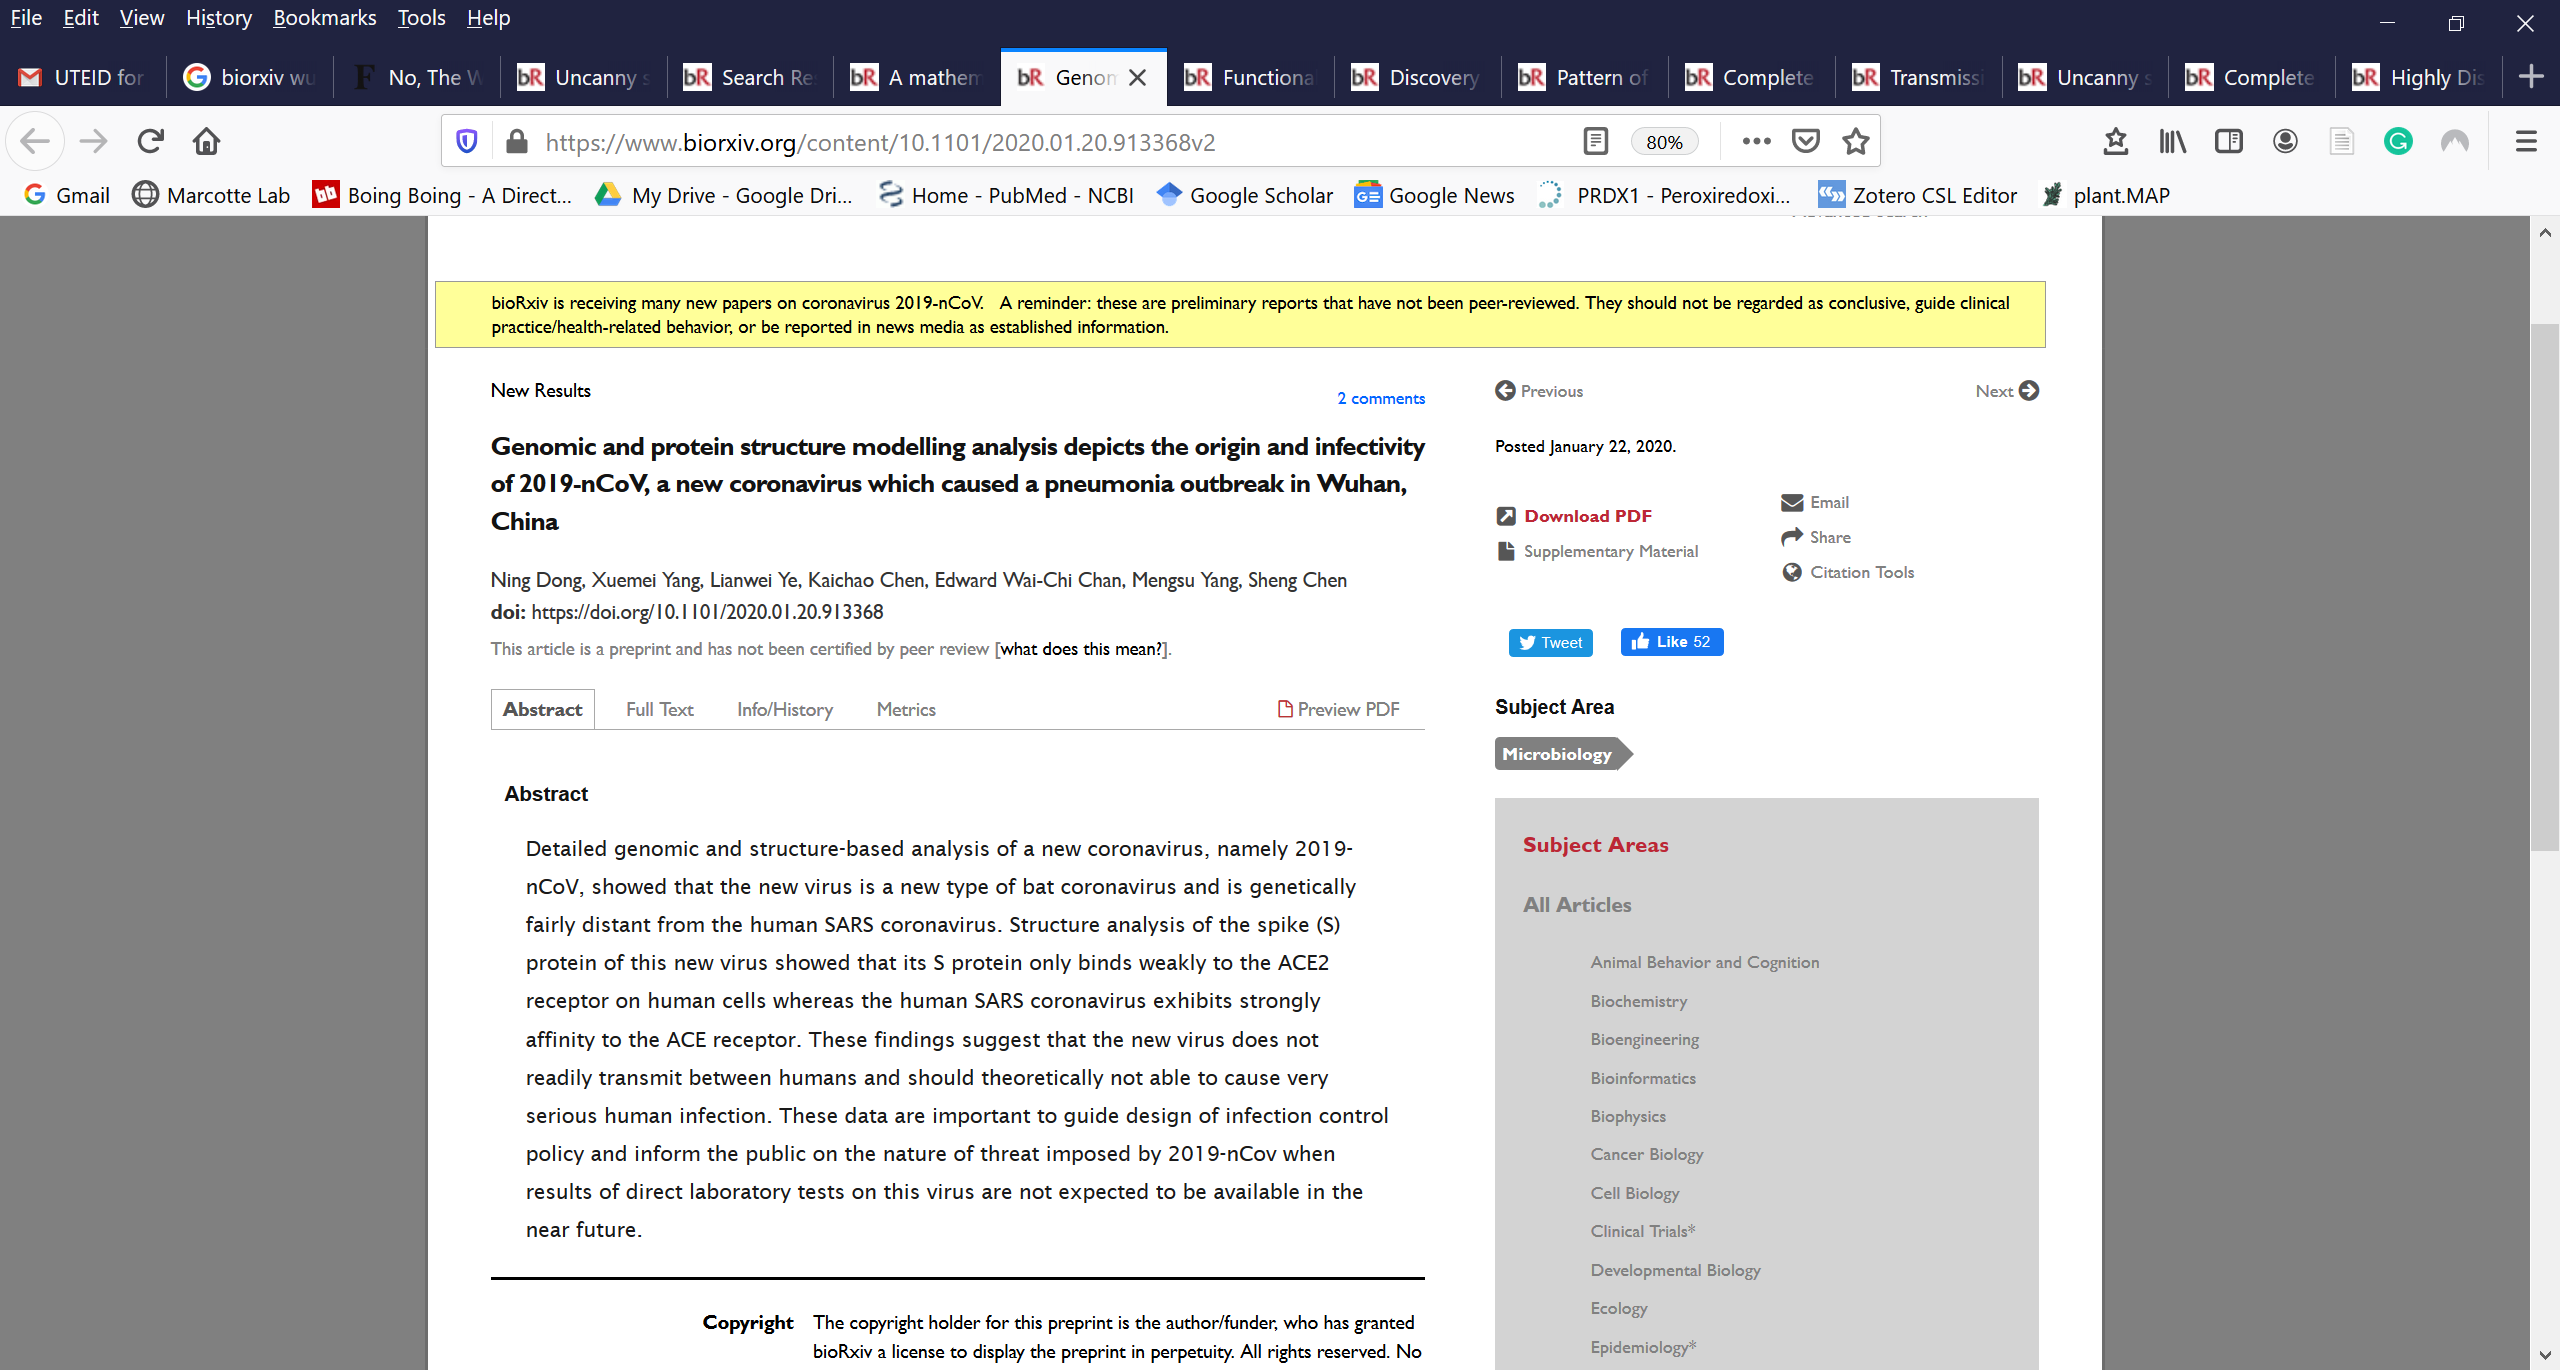 File Edit View History Bookmarks Tools Help
UTEID for
biorxiv wu
No, The W
Uncanny s
Search Re
A mathem
Genom
Functiona
Discovery
Pattern of
Complete
Transmissi
Uncanny s
Complete
Highly Dis
https://www.biorxiv.org/content/10.1101/2020.01.20.913368v2
80%
Gmail Marcotte Lab Boing Boing - A Direct... My Drive - Google Dri... Home - PubMed - NCBI Google Scholar Google News PRDX1 - Peroxiredoxi... Zotero CSL Editor plant.MAP
bioRxiv is receiving many new papers on coronavirus 2019-nCoV. A reminder: these are preliminary reports that have not been peer-reviewed. They should not be regarded as conclusive, guide clinical
practice/health-related behavior, or be reported in news media as established information.
New Results
2 comments
Genomic and protein structure modelling analysis depicts the origin and infectivity
of 2019-nCoV, a new coronavirus which caused a pneumonia outbreak in Wuhan,
China
Ning Dong, Xuemei Yang, Lianwei Ye, Kaichao Chen, Edward Wai-Chi Chan, Mengsu Yang, Sheng Chen
doi: https://doi.org/10.1101/2020.01.20.913368
This article is a preprint and has not been certified by peer review [what does this mean?].
Abstract Full Text Info/History Metrics Preview PDF
Abstract
Detailed genomic and structure-based analysis of a new coronavirus, namely 2019-
nCoV, showed that the new virus is a new type of bat coronavirus and is genetically
fairly distant from the human SARS coronavirus. Structure analysis of the spike (S)
protein of this new virus showed that its S protein only binds weakly to the ACE2
receptor on human cells whereas the human SARS coronavirus exhibits strongly
affinity to the ACE receptor. These findings suggest that the new virus does not
readily transmit between humans and should theoretically not able to cause very
serious human infection. These data are important to guide design of infection control
policy and inform the public on the nature of threat imposed by 2019-nCov when
results of direct laboratory tests on this virus are not expected to be available in the
near future.
Copyright The copyright holder for this preprint is the author/funder, who has granted
bioRxiv a license to display the preprint in perpetuity. All rights reserved. No
Previous
Next
Posted January 22, 2020.
Download PDF
Supplementary Material
Email
Share
Citation Tools
Tweet
Like 52
Subject Area
Microbiology
Subject Areas
All Articles
Animal Behavior and Cognition
Biochemistry
Bioengineering
Bioinformatics
Biophysics
Cancer Biology
Cell Biology
Clinical Trials*
Developmental Biology
Ecology
Epidemiology*